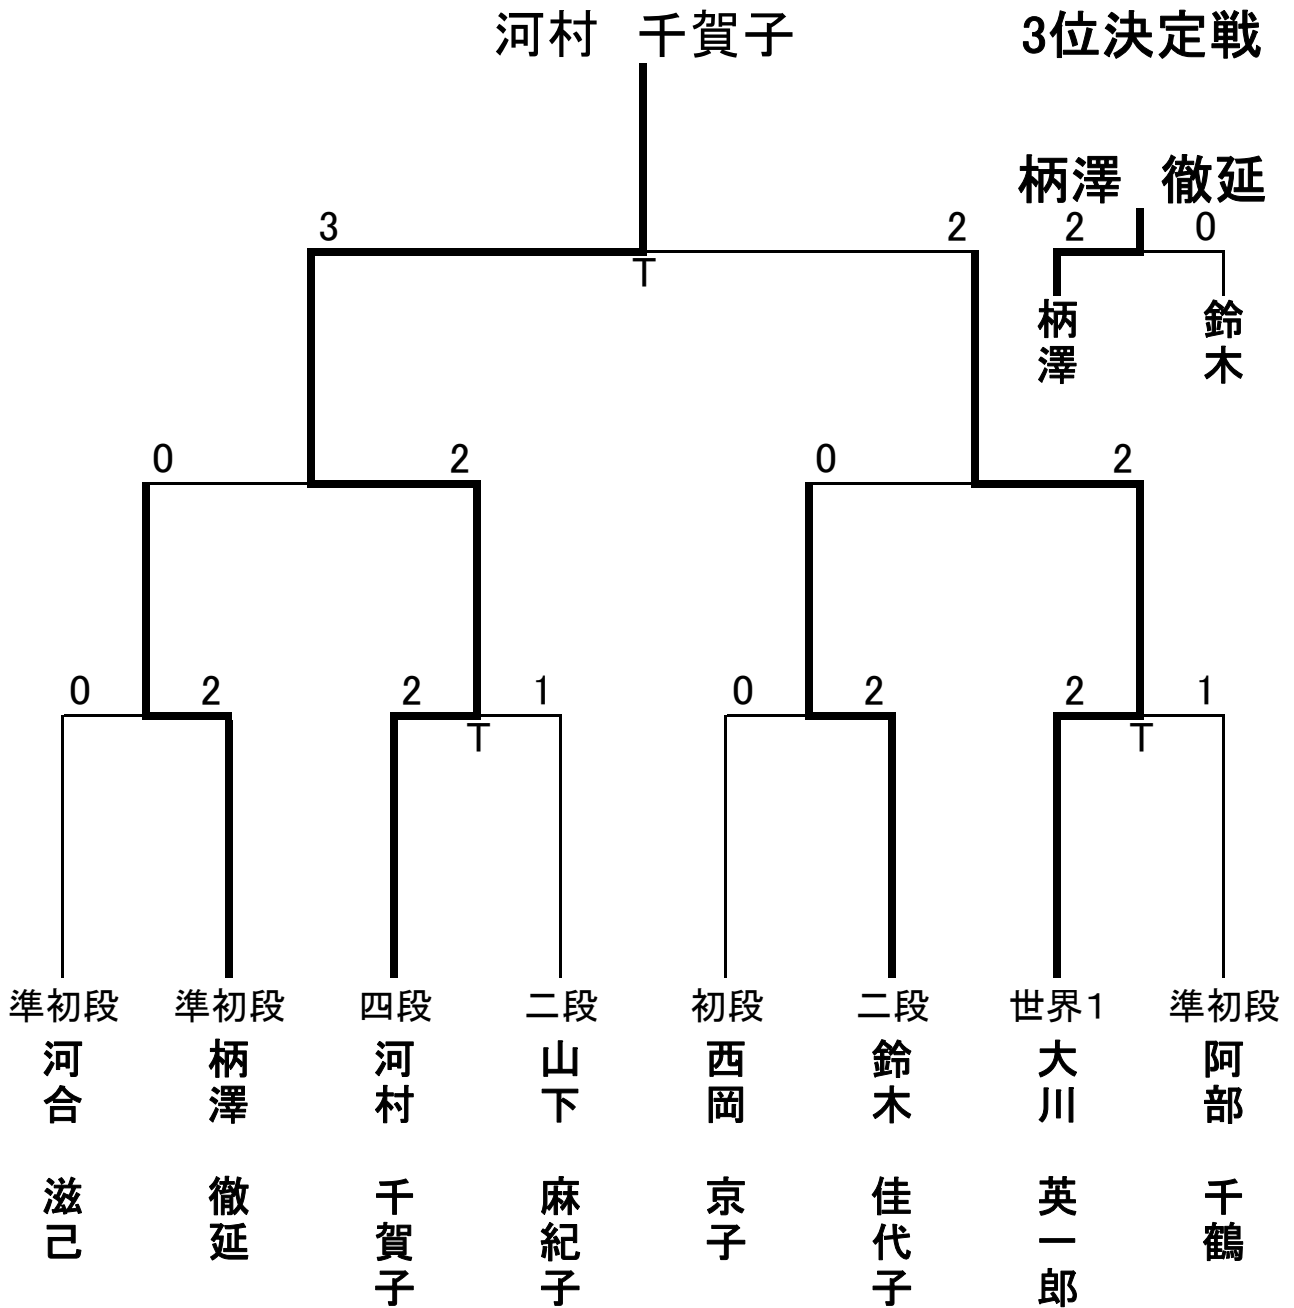 河村　千賀子
3位決定戦
柄澤　徹延
3
2
2
0
T
柄澤
鈴木
0
2
0
2
0
2
2
1
0
2
2
1
T
T
準初段
準初段
四段
二段
初段
二段
世界1
準初段
河合　滋己
柄澤　徹延
河村　千賀子
山下　麻紀子
西岡　京子
鈴木　佳代子
大川　英一郎
阿部　千鶴